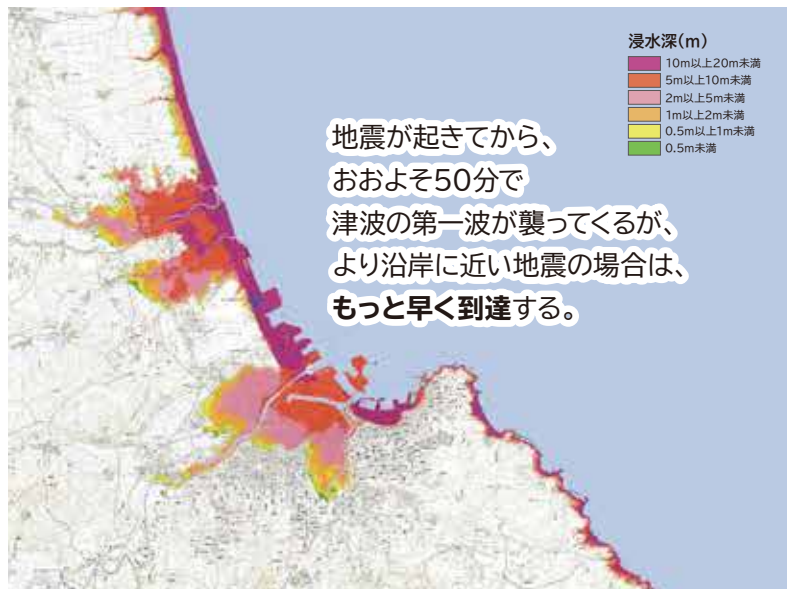 浸水深(m)
10m以上20m未満
5m以上10m未満
2m以上5m未満
1m以上2m未満
0.5m以上1m未満
0.5m未満
地震が起きてから、
おおよそ50分で
津波の第一波が襲ってくるが、
より沿岸に近い地震の場合は、
もっと早く到達する。